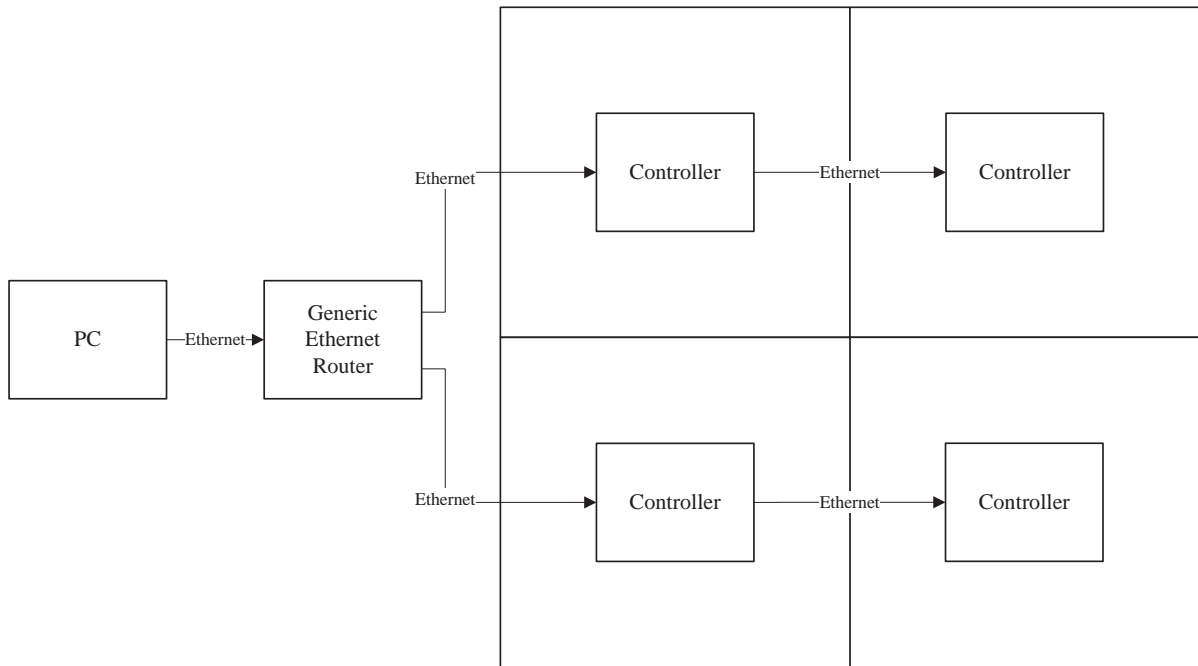 PC
Ethernet
Generic
Ethernet
Router
Ethernet
Controller
Ethernet
Controller
Ethernet
Controller
Ethernet
Controller